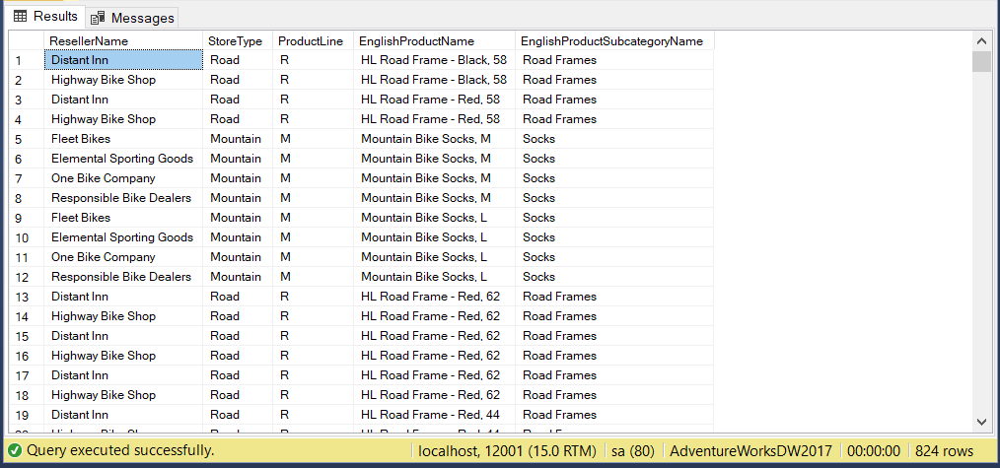 Results Messages
ResellerName StoreType ProductLine EnglishProductName EnglishProductSubcategoryName
1 Distant Inn Road R HL Road Frame - Black, 58 Road Frames
2 Highway Bike Shop Road R HL Road Frame - Black, 58 Road Frames
3 Distant Inn Road R HL Road Frame - Red, 58 Road Frames
4 Highway Bike Shop Road R HL Road Frame - Red, 58 Road Frames
5 Fleet Bikes Mountain M Mountain Bike Socks, M Socks
6 Elemental Sporting Goods Mountain M Mountain Bike Socks, M Socks
7 One Bike Company Mountain M Mountain Bike Socks, M Socks
8 Responsible Bike Dealers Mountain M Mountain Bike Socks, M Socks
9 Fleet Bikes Mountain M Mountain Bike Socks, L Socks
10 Elemental Sporting Goods Mountain M Mountain Bike Socks, L Socks
11 One Bike Company Mountain M Mountain Bike Socks, L Socks
12 Responsible Bike Dealers Mountain M Mountain Bike Socks, L Socks
13 Distant Inn Road R HL Road Frame - Red, 62 Road Frames
14 Highway Bike Shop Road R HL Road Frame - Red, 62 Road Frames
15 Distant Inn Road R HL Road Frame - Red, 62 Road Frames
16 Highway Bike Shop Road R HL Road Frame - Red, 62 Road Frames
17 Distant Inn Road R HL Road Frame - Red, 62 Road Frames
18 Highway Bike Shop Road R HL Road Frame - Red, 62 Road Frames
19 Distant Inn Road R HL Road Frame - Red, 44 Road Frames
Query executed successfully. localhost, 12001 (15.0 RTM) sa (80) AdventureWorksDW2017 00:00:00 824 rows